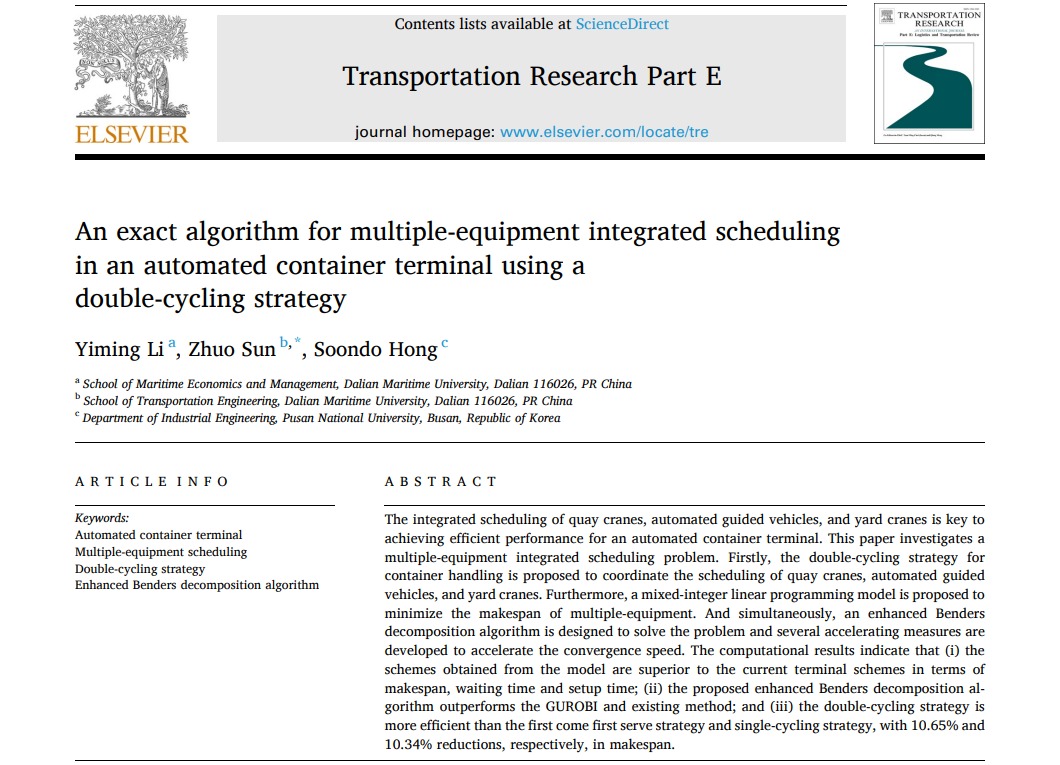 Contents lists available at ScienceDirect
Transportation Research Part E
journal homepage: www.elsevier.com/locate/tre
ELSEVIER
TRANSPORTATION
RESEARCH
An exact algorithm for multiple-equipment integrated scheduling
in an automated container terminal using a
double-cycling strategy
Yiming Li a, Zhuo Sun b,*, Soondo Hong c
a School of Maritime Economics and Management, Dalian Maritime University, Dalian 116026, PR China
b School of Transportation Engineering, Dalian Maritime University, Dalian 116026, PR China
c Department of Industrial Engineering, Pusan National University, Busan, Republic of Korea
ARTICLE INFO
Keywords:
Automated container terminal
Multiple-equipment scheduling
Double-cycling strategy
Enhanced Benders decomposition algorithm
ABSTRACT
The integrated scheduling of quay cranes, automated guided vehicles, and yard cranes is key to
achieving efficient performance for an automated container terminal. This paper investigates a
multiple-equipment integrated scheduling problem. Firstly, the double-cycling strategy for
container handling is proposed to coordinate the scheduling of quay cranes, automated guided
vehicles, and yard cranes. Furthermore, a mixed-integer linear programming model is proposed to
minimize the makespan of multiple-equipment. And simultaneously, an enhanced Benders
decomposition algorithm is designed to solve the problem and several accelerating measures are
developed to accelerate the convergence speed. The computational results indicate that (i) the
schemes obtained from the model are superior to the current terminal schemes in terms of
makespan, waiting time and setup time; (ii) the proposed enhanced Benders decomposition al-
gorithm outperforms the GUROBI and existing method; and (iii) the double-cycling strategy is
more efficient than the first come first serve strategy and single-cycling strategy, with 10.65% and
10.34% reductions, respectively, in makespan.